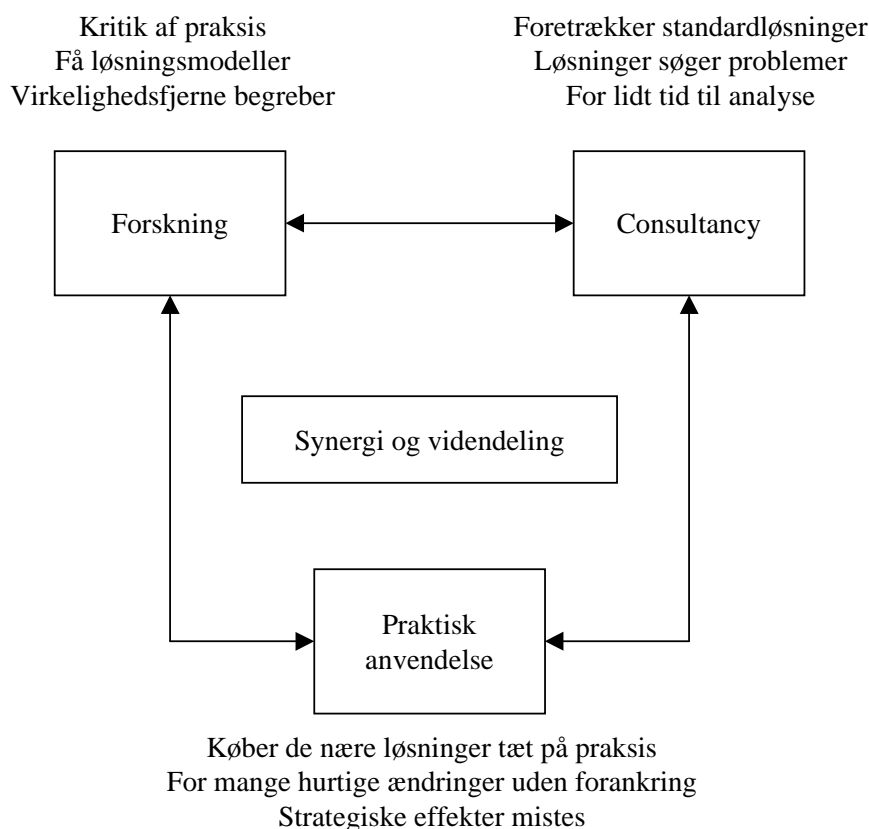 Kritik af praksis
Få løsningsmodeller
Virkelighedsfjerne begreber
Foretrækker standardløsninger
Løsninger søger problemer
For lidt tid til analyse
Forskning
Consultancy
Synergi og videndeling
Praktisk
anvendelse
Køber de nære løsninger tæt på praksis
For mange hurtige ændringer uden forankring
Strategiske effekter mistes